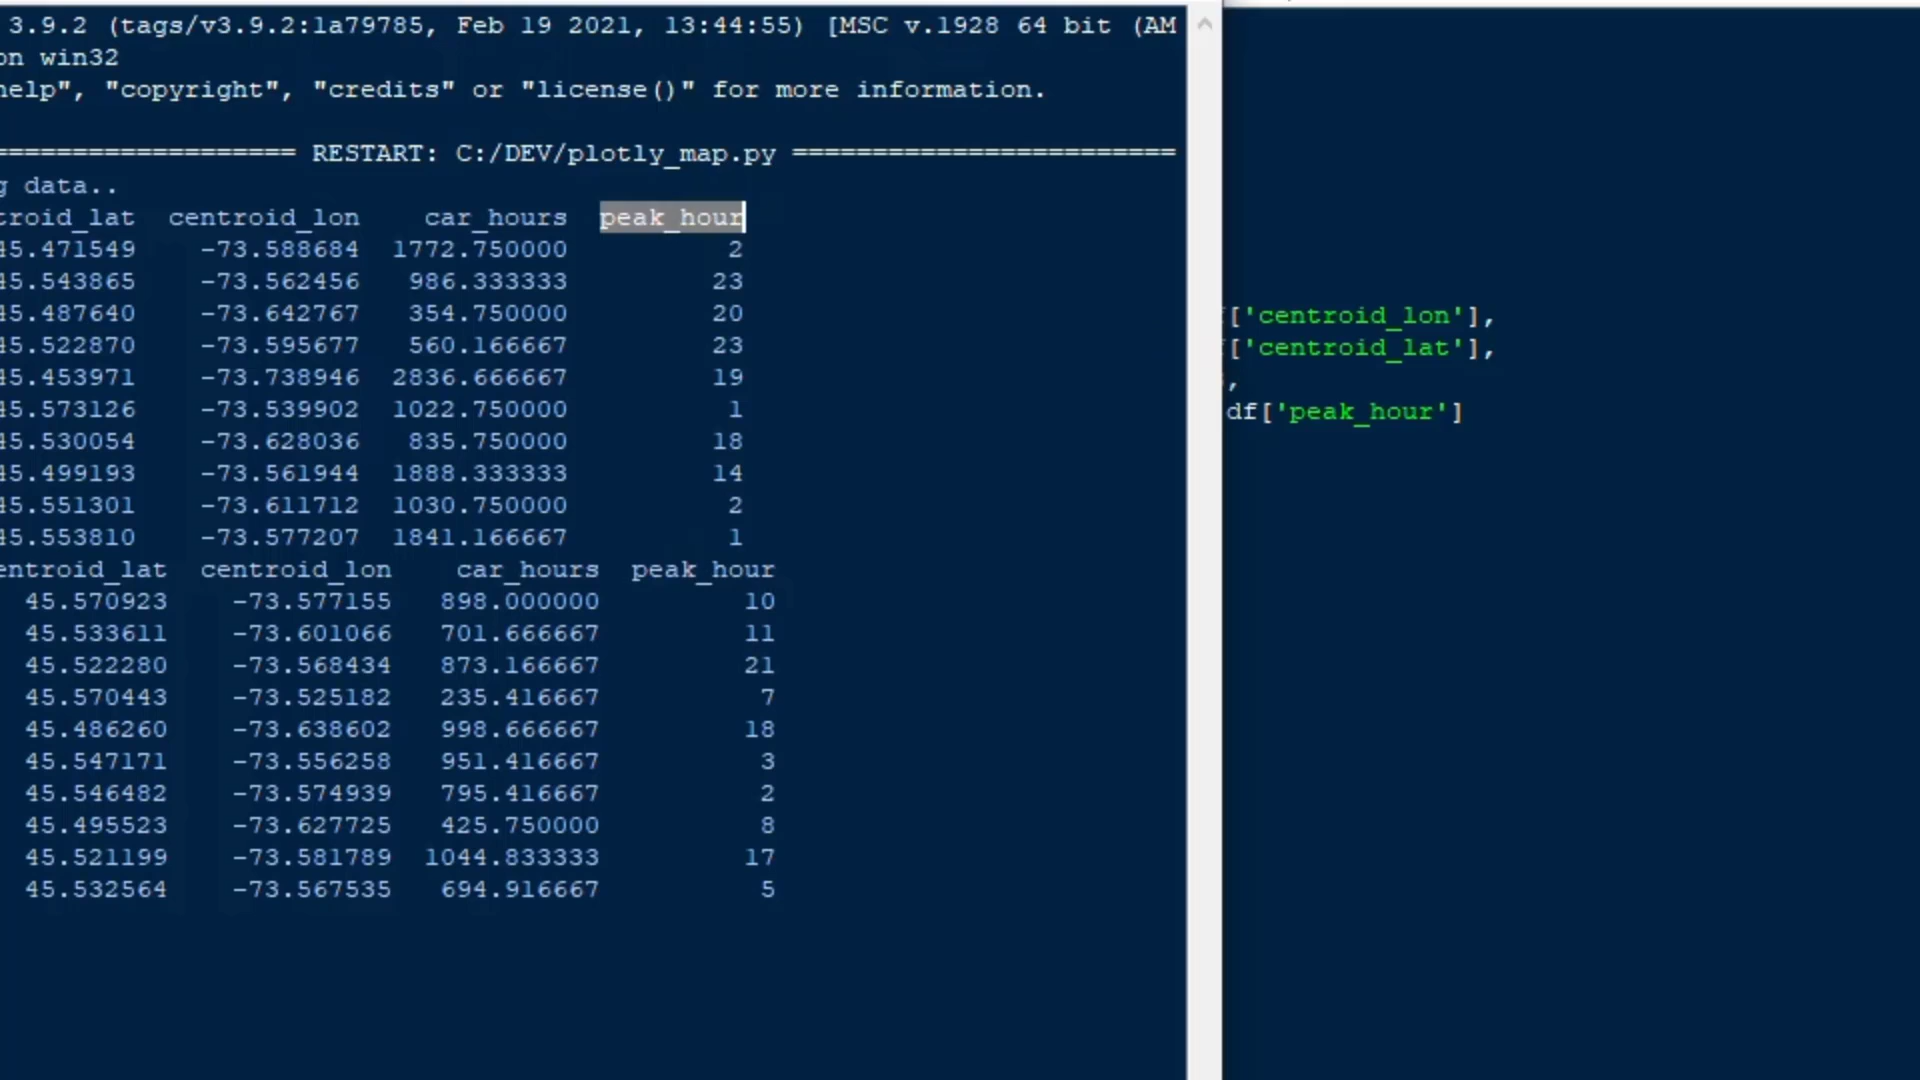 3.9.2 (tags/v3.9.2:1a79785, Feb 19 2021, 13:44:55) [MSC v.1928 64 bit (AM
on win32
help", "copyright", "credits" or "license()" for more information.
=================== RESTART: C:/DEV/plotly_map.py ========================
g data..
troid_lat centroid_lon car_hours peak_hour
45.471549 -73.588684 1772.750000 2
45.543865 -73.562456 986.333333 23
45.487640 -73.642767 354.750000 20
45.522870 -73.595677 560.166667 23
45.453971 -73.738946 2836.666667 19
45.573126 -73.539902 1022.750000 1
45.530054 -73.628036 835.750000 18
45.499193 -73.561944 1888.333333 14
45.551301 -73.611712 1030.750000 2
45.553810 -73.577207 1841.166667 1
entroid_lat centroid_lon car_hours peak_hour
45.570923 -73.577155 898.000000 10
45.533611 -73.601066 701.666667 11
45.522280 -73.568434 873.166667 21
45.570443 -73.525182 235.416667 7
45.486260 -73.638602 998.666667 18
45.547171 -73.556258 951.416667 3
45.546482 -73.574939 795.416667 2
45.495523 -73.627725 425.750000 8
45.521199 -73.581789 1044.833333 17
45.532564 -73.567535 694.916667 5
['centroid_lon'],
['centroid_lat'],
,
df['peak_hour']